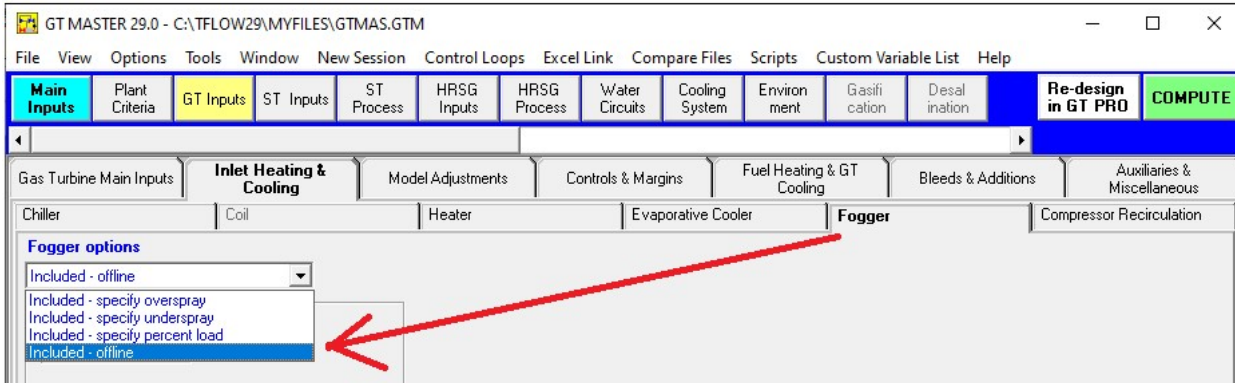 GT MASTER 29.0 - C:\TFLOW29\MYFILES\GTMAS.GTM
File View Options Tools Window New Session Control Loops Excel Link Compare Files Scripts Custom Variable List Help
Main Inputs
Plant Criteria
GT Inputs
ST Inputs
ST Process
HRSG Inputs
HRSG Process
Water Circuits
Cooling System
Environ ment
Gasifi cation
Desal ination
Re-design in GT PRO
COMPUTE
Gas Turbine Main Inputs
Inlet Heating & Cooling
Model Adjustments
Controls & Margins
Fuel Heating & GT Cooling
Bleeds & Additions
Auxiliaries & Miscellaneous
Chiller
Coil
Heater
Evaporative Cooler
Fogger
Compressor Recirculation
Fogger options
Included - offline
Included - specify overspray
Included - specify underspray
Included - specify percent load
Included - offline